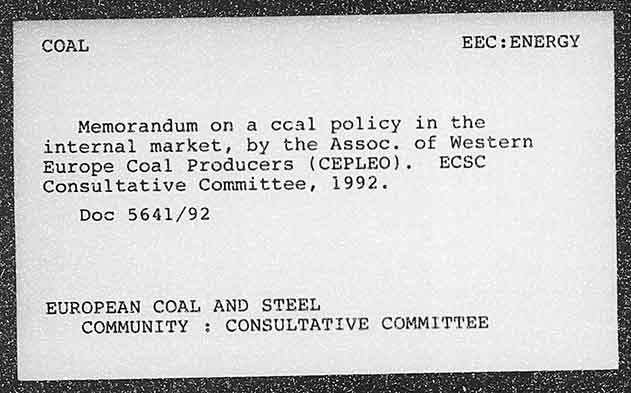 COAL EEC:ENERGY
Memorandum on a ccal policy in the
internal market, by the Assoc. of Western
Europe Coal Producers (CEPLEO). ECSC
Consultative Committee, 1992.
Doc 5641/92
EUROPEAN COAL AND STEEL
COMMUNITY : CONSULTATIVE COMMITTEE